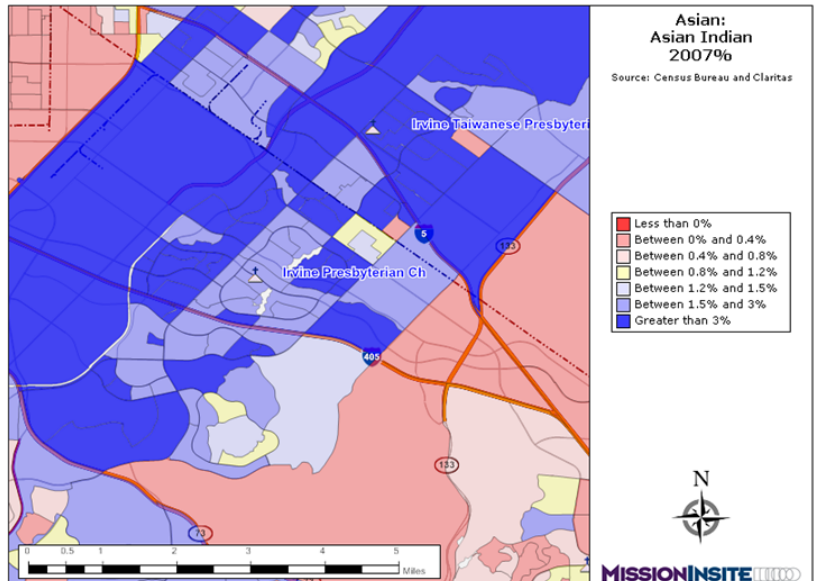 Asian:
Asian Indian
2007%
Source: Census Bureau and Claritas
Irvine Taiwanese Presbyteri
5
133
Irvine Presbyterian Ch
405
133
73
Less than 0%
Between 0% and 0.4%
Between 0.4% and 0.8%
Between 0.8% and 1.2%
Between 1.2% and 1.5%
Between 1.5% and 3%
Greater than 3%
N
0 0.5 1 2 3 4 5
Miles
MISSIONINSITE